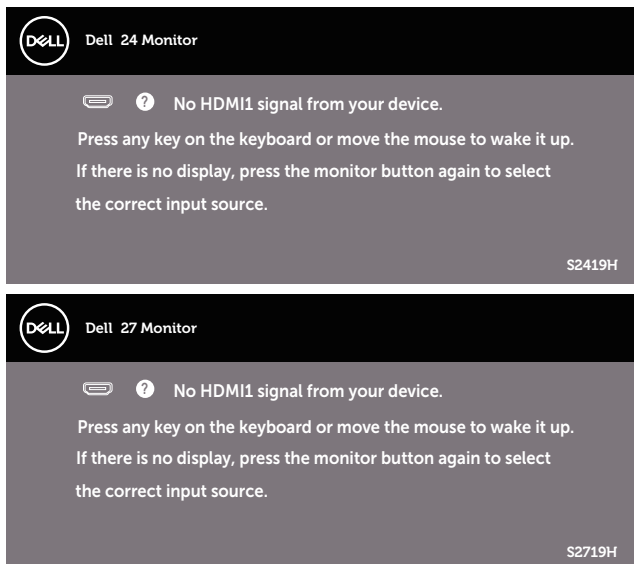 DELL
Dell 24 Monitor
? No HDMI1 signal from your device.
Press any key on the keyboard or move the mouse to wake it up.
If there is no display, press the monitor button again to select
the correct input source.
S2419H
DELL
Dell 27 Monitor
? No HDMI1 signal from your device.
Press any key on the keyboard or move the mouse to wake it up.
If there is no display, press the monitor button again to select
the correct input source.
S2719H